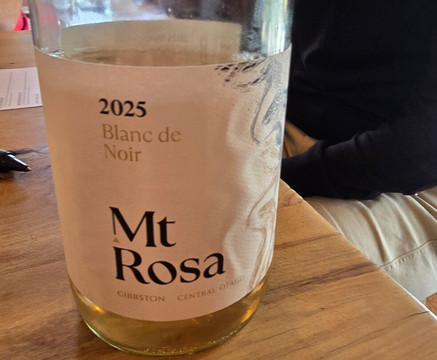 2025
Blanc de
Noir
Mt
Rosa
GIBBSTON CENTRAL OTAGO